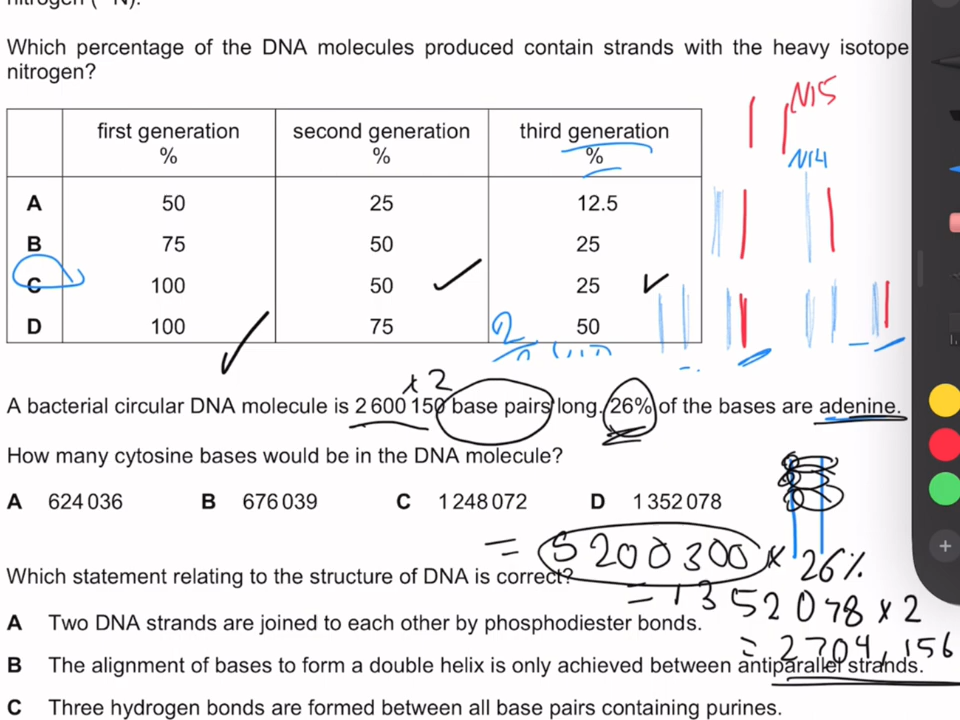 nitrogen ( N).
Which percentage of the DNA molecules produced contain strands with the heavy isotope
nitrogen?
N15
first generation second generation third generation
% % %
N14
A 50 25 12.5
B 75 50 25
C 100 50 25
D 100 75 50
2
x 2
A bacterial circular DNA molecule is 2 600 150 base pairs long. 26% of the bases are adenine.
How many cytosine bases would be in the DNA molecule?
A 624 036 B 676 039 C 1 248 072 D 1 352 078
= 5 200 300 x 26%
Which statement relating to the structure of DNA is correct?
= 1352078 x 2
A Two DNA strands are joined to each other by phosphodiester bonds.
= 2704,156
B The alignment of bases to form a double helix is only achieved between antiparallel strands.
C Three hydrogen bonds are formed between all base pairs containing purines.